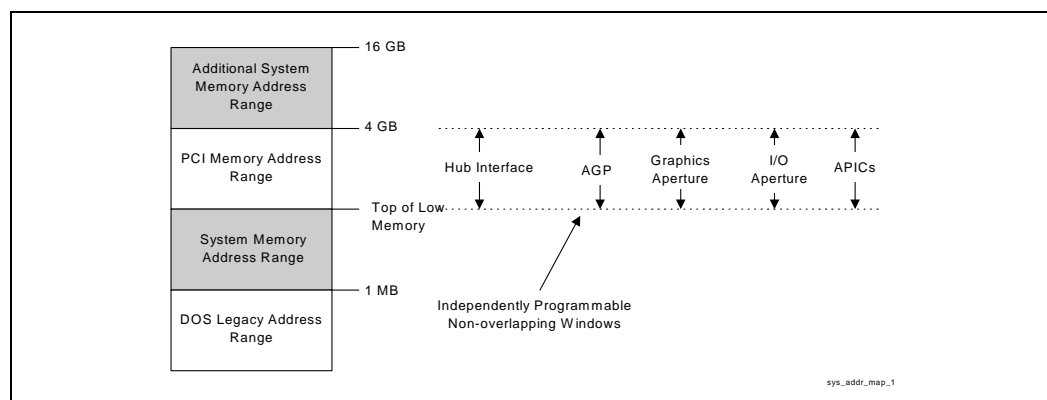 16 GB
Additional System
Memory Address
Range
4 GB
PCI Memory Address
Range
Hub Interface
AGP
Graphics
Aperture
I/O
Aperture
APICs
Top of Low
Memory
System Memory
Address Range
1 MB
Independently Programmable
Non-overlapping Windows
DOS Legacy Address
Range
sys_addr_map_1